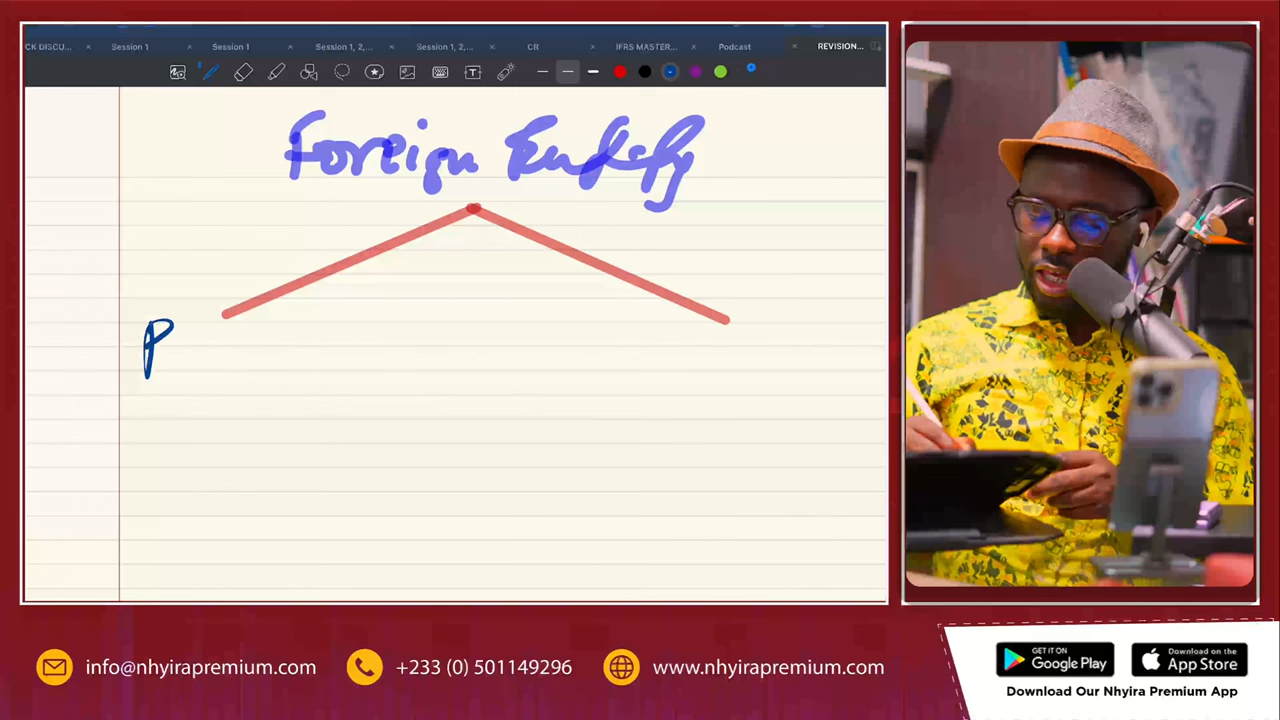 CK DISCU...
Session 1
Session 1
Session 1, 2,...
Session 1, 2,...
CR
IFRS MASTER...
Podcast
REVISION...
Foreign Entity
P
info@nhyirapremium.com
+233 (0) 501149296
www.nhyirapremium.com
GET IT ON
Google Play
Download on the
App Store
Download Our Nhyira Premium App